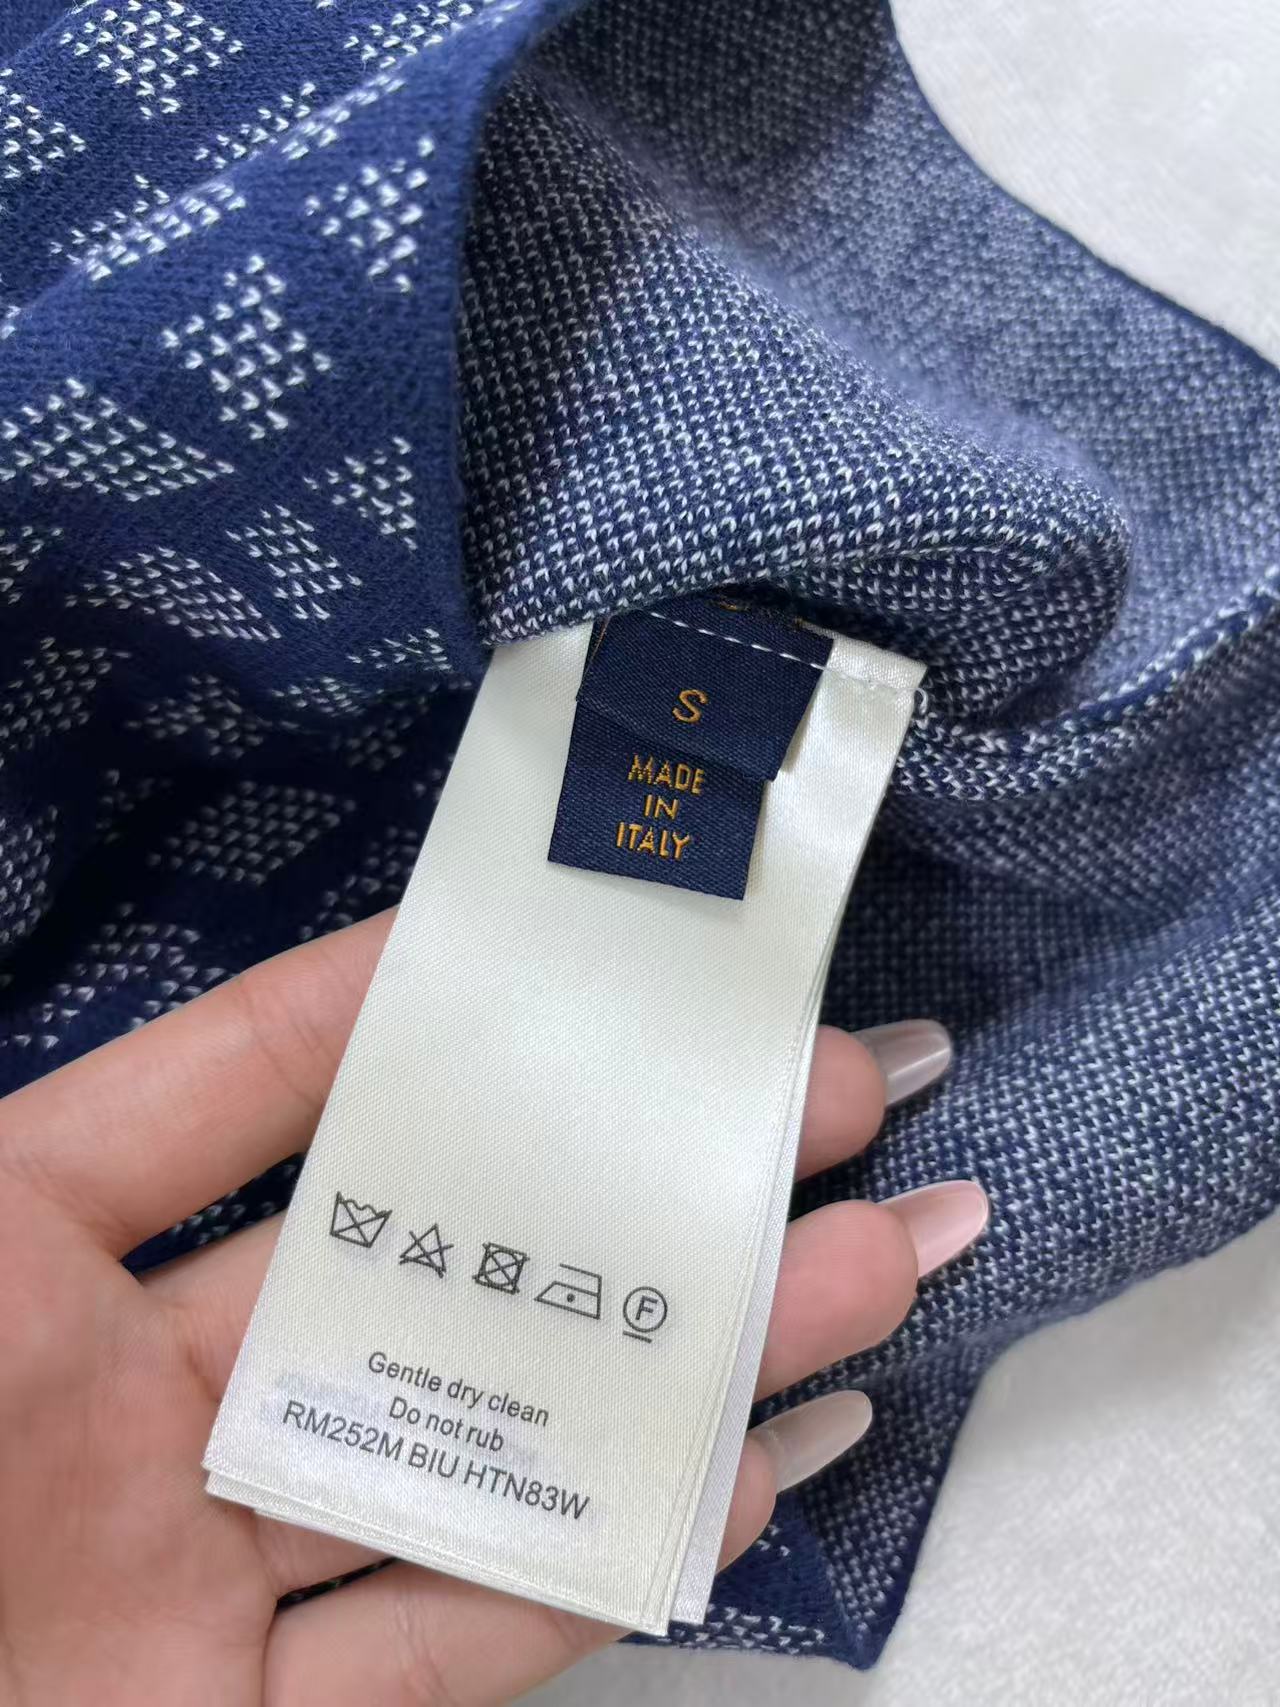 S
MADE
IN
ITALY
F
Gentle dry clean
Do not rub
RM252M BIU HTN83W